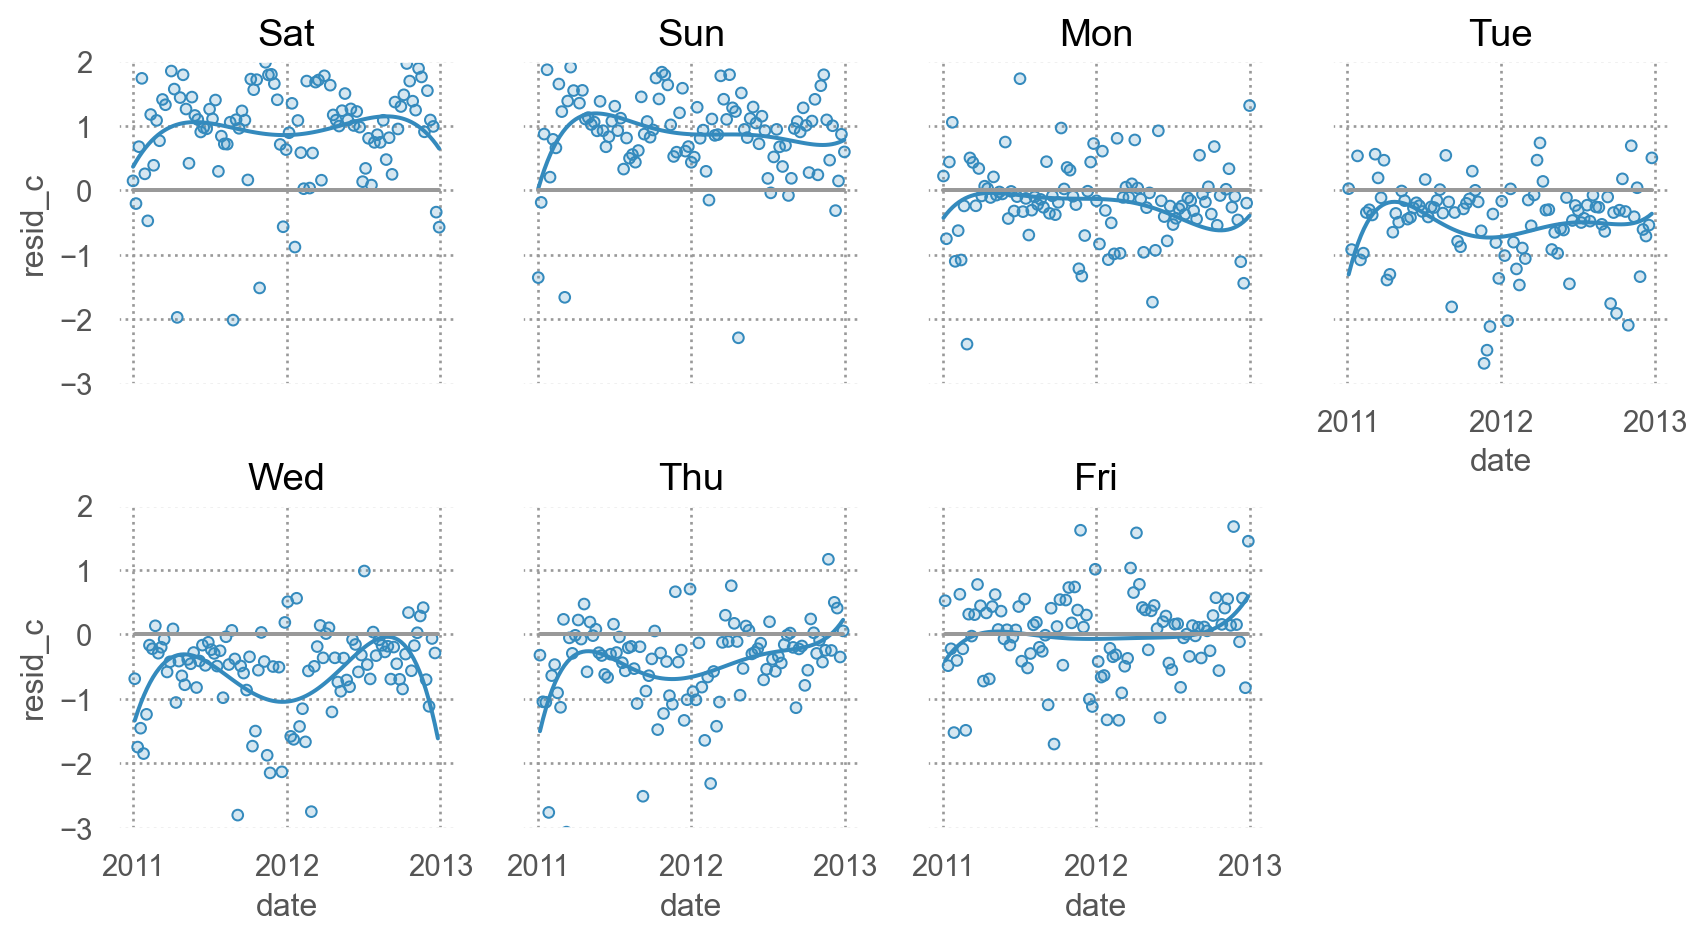 Sat Sun Mon Tue
2
1
0
−1
−2
−3
resid_c
2011 2012 2013
date
Wed Thu Fri
2
1
0
−1
−2
−3
resid_c
2011 2012 2013 2011 2012 2013 2011 2012 2013
date date date